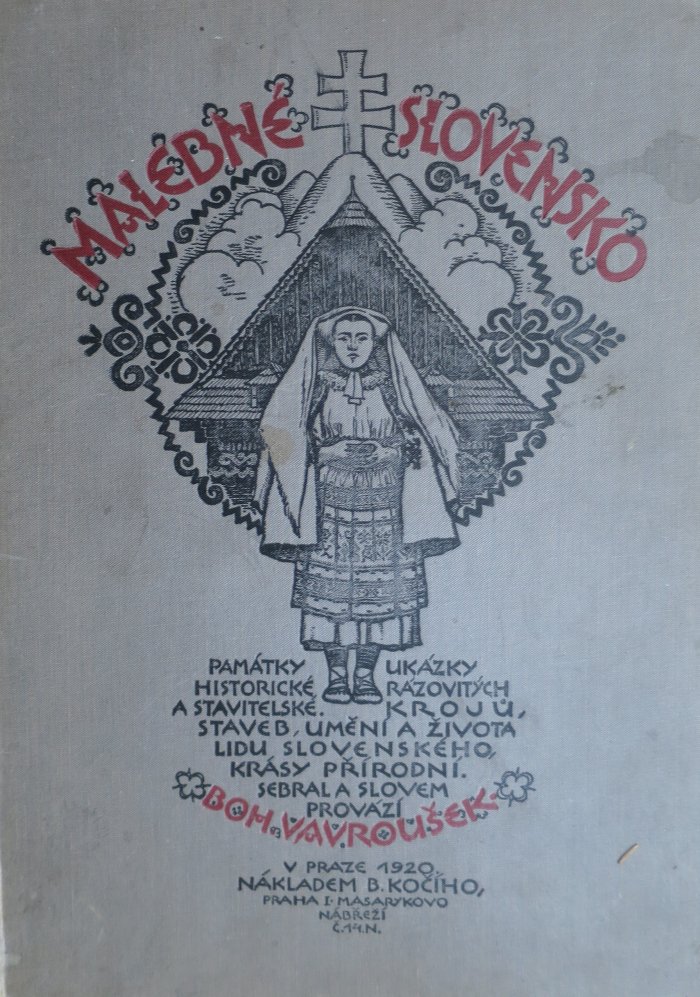 MALEBNÉ SLOVENSKO
PAMÁTKY UKÁZKY
HISTORICKÉ RÁZOVITÝCH
A STAVITELSKÉ. KROJŮ,
STAVEB, UMĚNÍ A ŽIVOTA
LIDU SLOVENSKÉHO,
KRÁSY PŘÍRODNÍ.
SEBRAL A SLOVEM
PROVÁZÍ
BOH. VAVROUŠEK
V PRAZE 1920.
NÁKLADEM B. KOČÍHO,
PRAHA I. MASARYKOVO
NÁBŘEŽÍ
Č. 14.N.